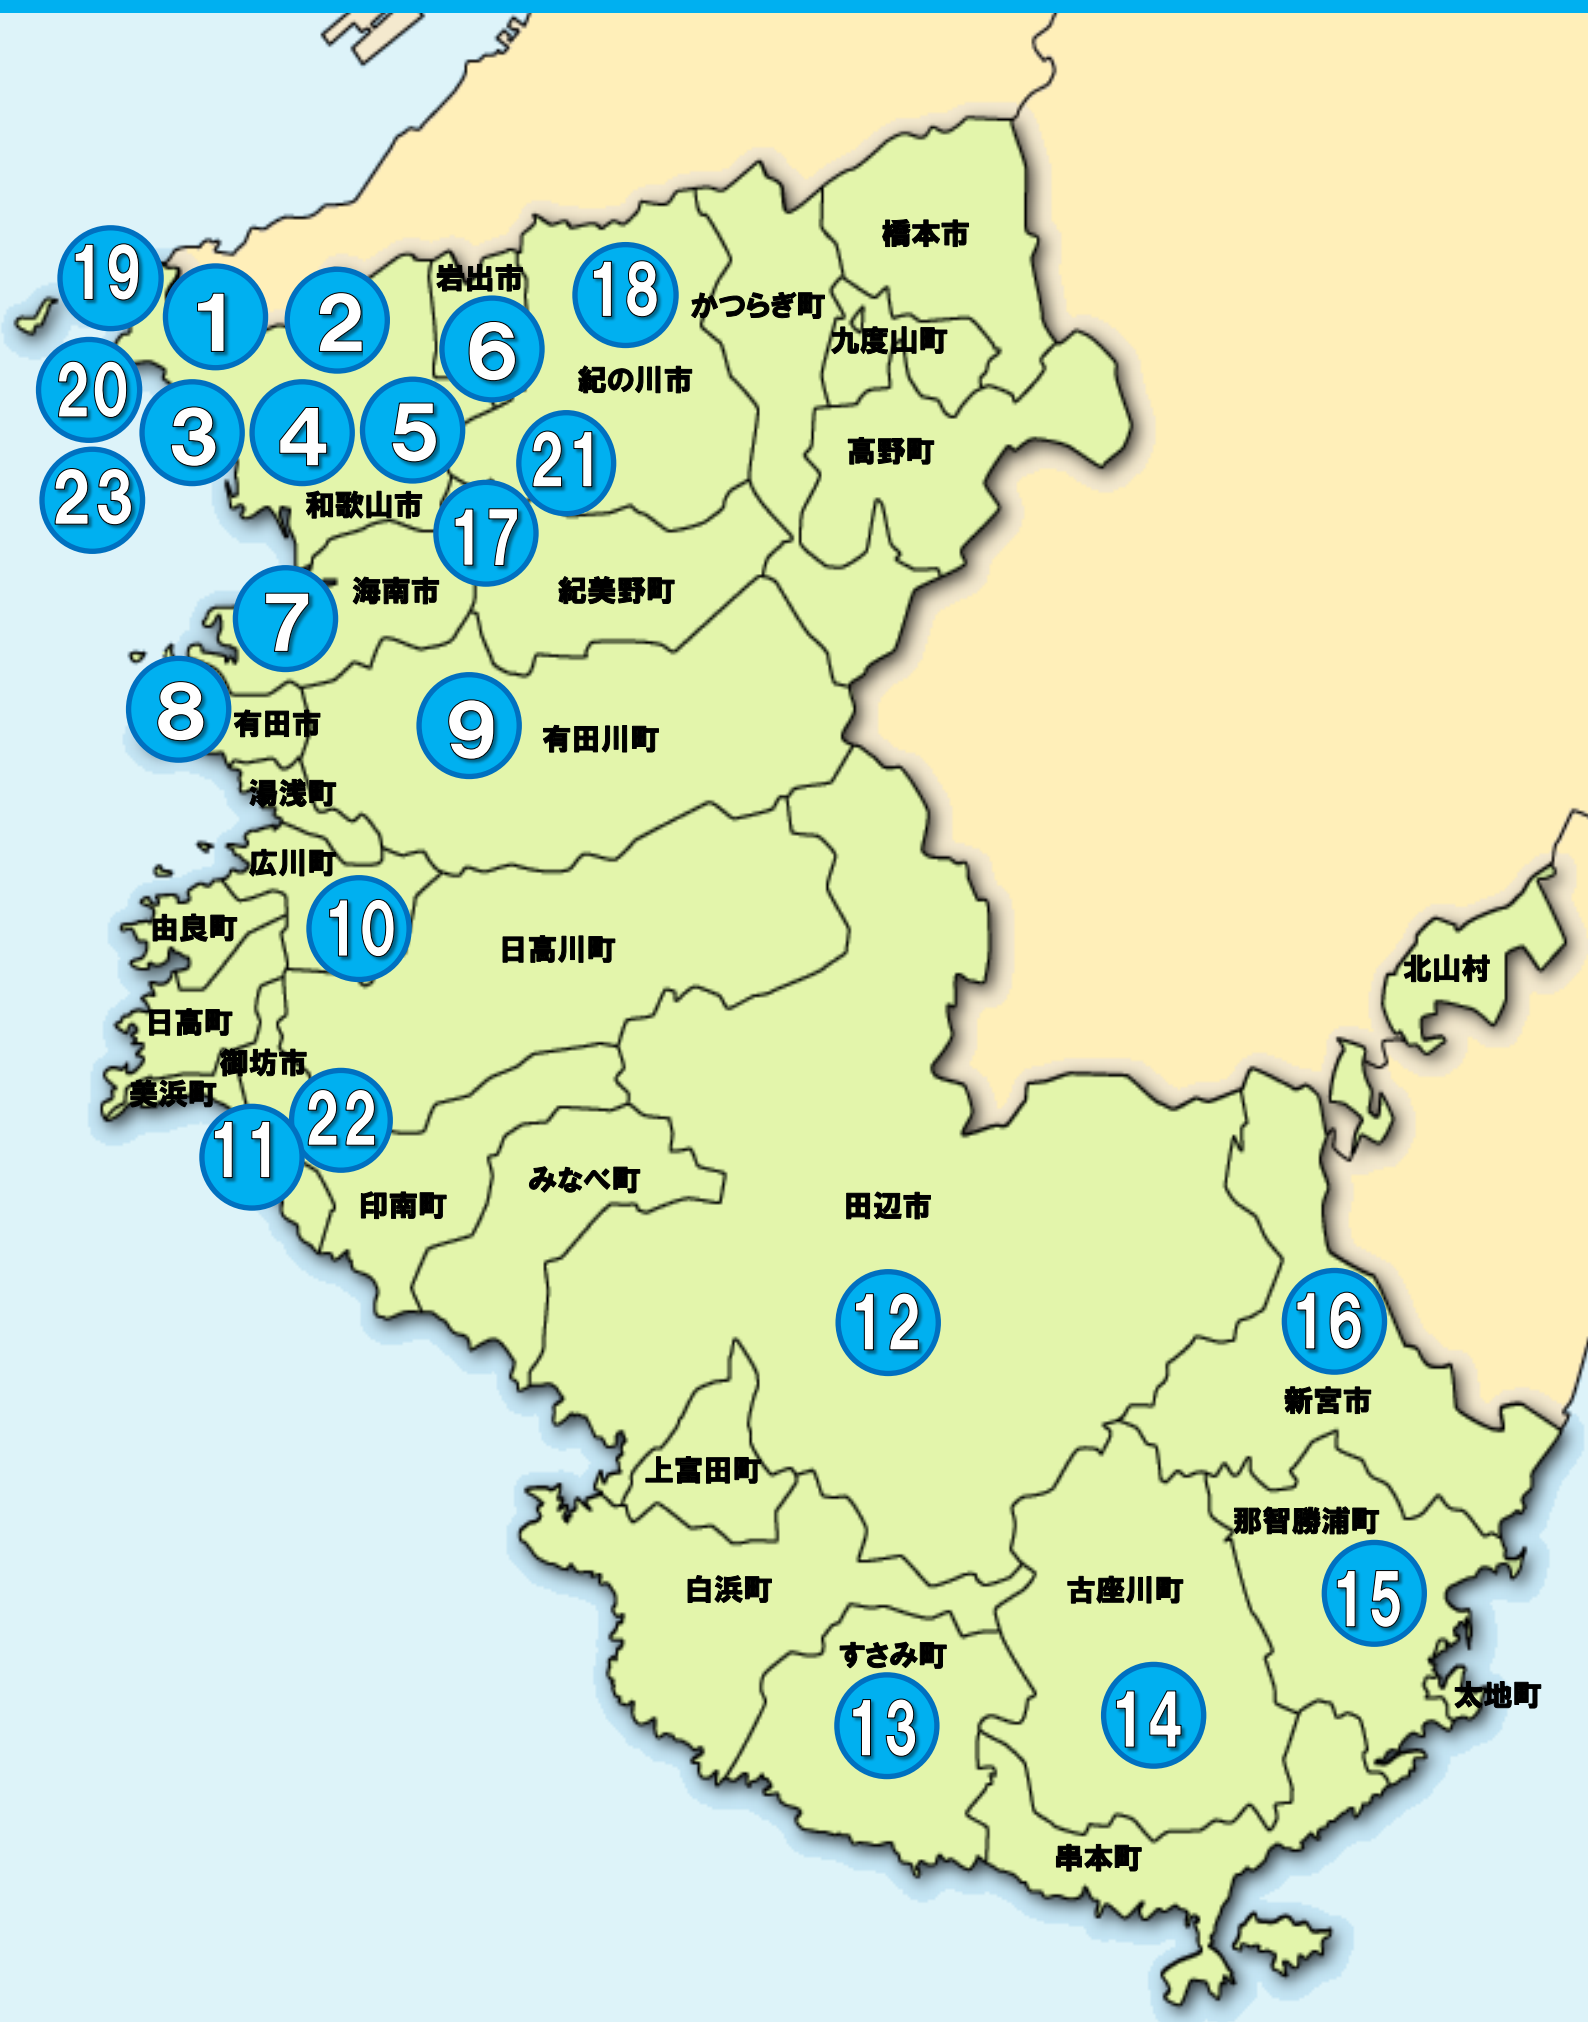 橋本市
19
岩出市
18
かつらぎ町
1
2
6
九度山町
20
紀の川市
3
4
5
高野町
21
23
和歌山市
17
7
海南市
紀美野町
8
有田市
9
有田川町
湯浅町
広川町
10
由良町
日高川町
北山村
日高町
御坊市
美浜町
22
11
みなべ町
印南町
田辺市
12
16
新宮市
上富田町
那智勝浦町
白浜町
古座川町
15
すさみ町
太地町
13
14
串本町